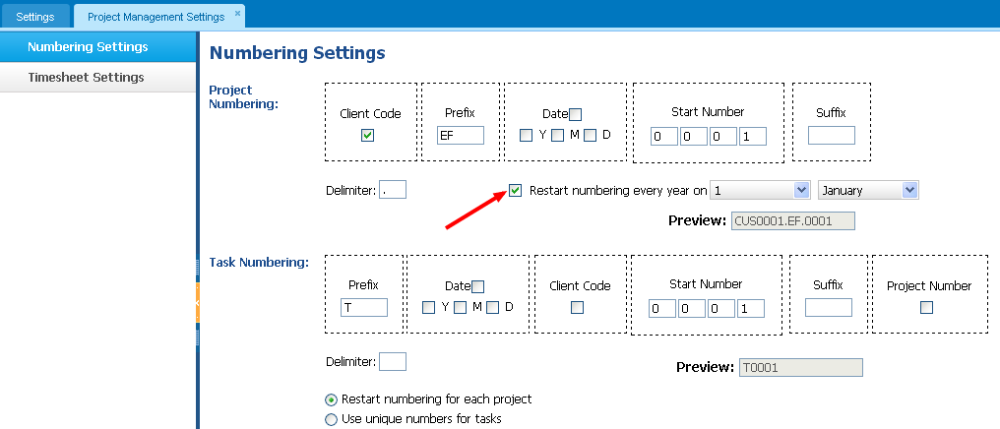 Settings
Project Management Settings ×
Numbering Settings
Timesheet Settings
Numbering Settings
Project Numbering:
Client Code
Prefix
EF
Date
Y M D
Start Number
0 0 0 1
Suffix
Delimiter: .
Restart numbering every year on 1 January
Preview: CUS0001.EF.0001
Task Numbering:
Prefix
T
Date
Y M D
Client Code
Start Number
0 0 0 1
Suffix
Project Number
Delimiter:
Preview: T0001
Restart numbering for each project
Use unique numbers for tasks